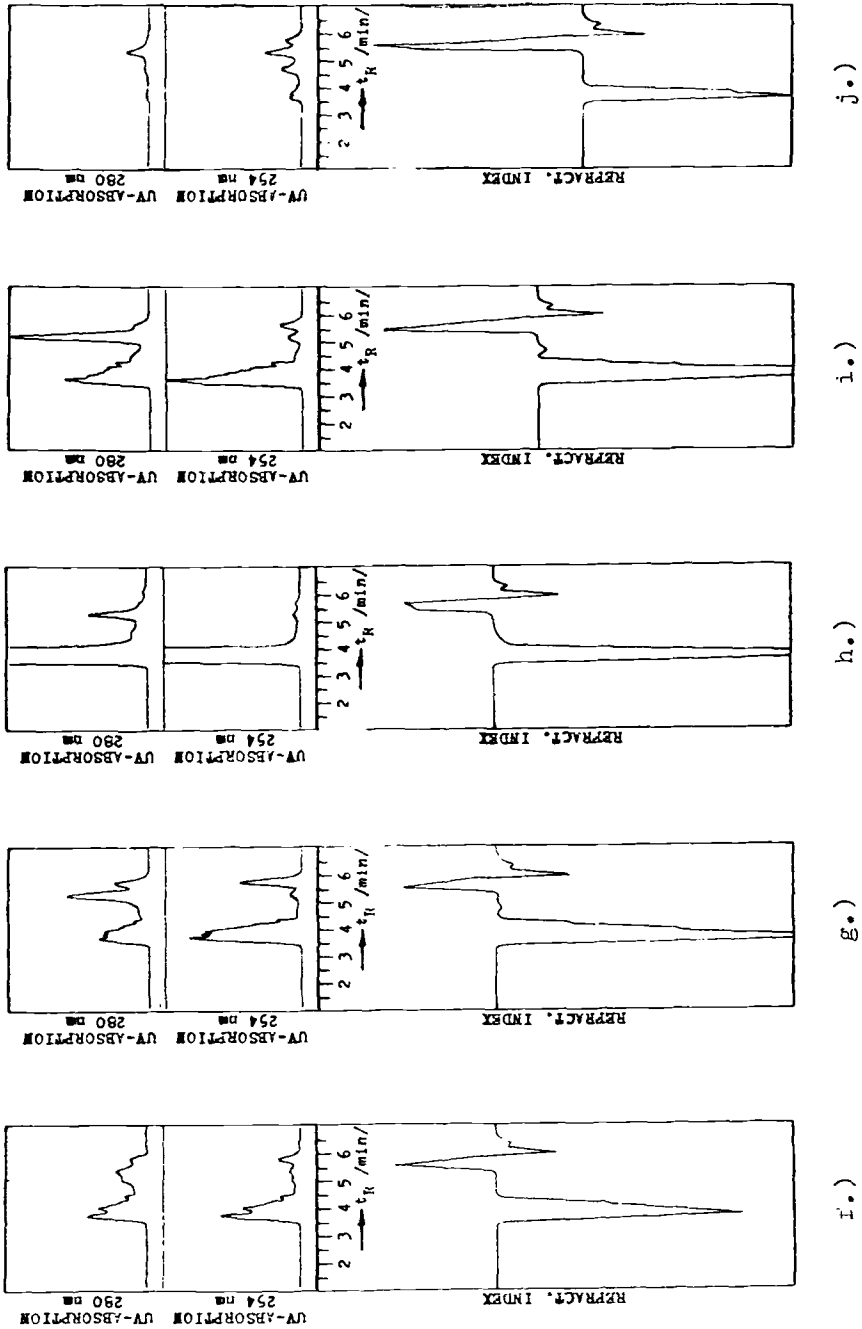 UV-ABSORPTION
280 nm
UV-ABSORPTION
254 nm
2 3 4 5 6
t_R /min/
REFRACT. INDEX
f.)
UV-ABSORPTION
280 nm
UV-ABSORPTION
254 nm
2 3 4 5 6
t_R /min/
REFRACT. INDEX
g.)
UV-ABSORPTION
280 nm
UV-ABSORPTION
254 nm
2 3 4 5 6
t_R /min/
REFRACT. INDEX
h.)
UV-ABSORPTION
280 nm
UV-ABSORPTION
254 nm
2 3 4 5 6
t_R /min/
REFRACT. INDEX
i.)
UV-ABSORPTION
280 nm
UV-ABSORPTION
254 nm
2 3 4 5 6
t_R /min/
REFRACT. INDEX
j.)